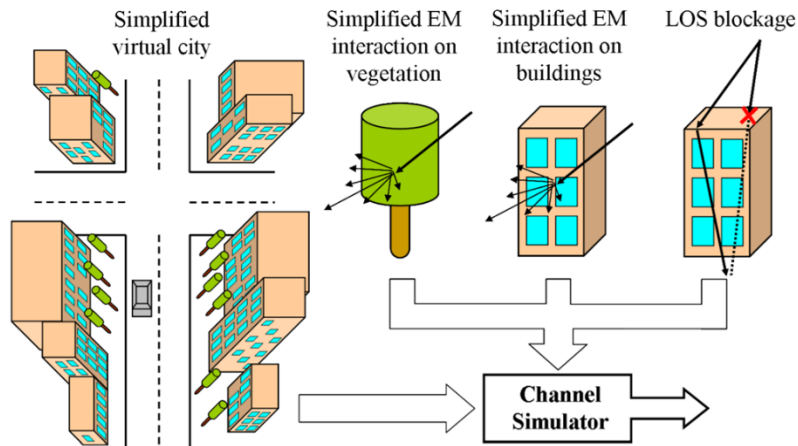 Simplified
virtual city
Simplified EM
interaction on
vegetation
Simplified EM
interaction on
buildings
LOS blockage
Channel
Simulator